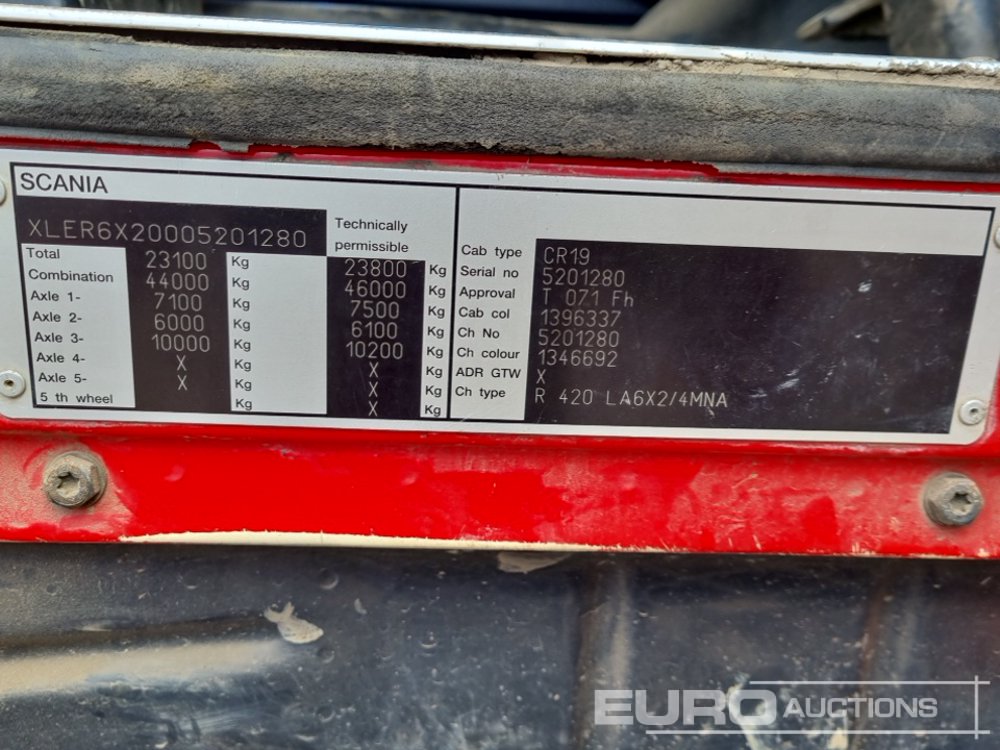 SCANIA
XLER6X20005201280
Technically
permissible
Total 23100 Kg 23800 Kg
Combination 44000 Kg 46000 Kg
Axle 1- 7100 Kg 7500 Kg
Axle 2- 6000 Kg 6100 Kg
Axle 3- 10000 Kg 10200 Kg
Axle 4- X Kg X Kg
Axle 5- X Kg X Kg
5 th wheel Kg X Kg
Cab type CR19
Serial no 5201280
Approval T 071 Fh
Cab col 1396337
Ch No 5201280
Ch colour 1346692
ADR GTW X
Ch type R 420 LA6X2/4MNA
EURO AUCTIONS